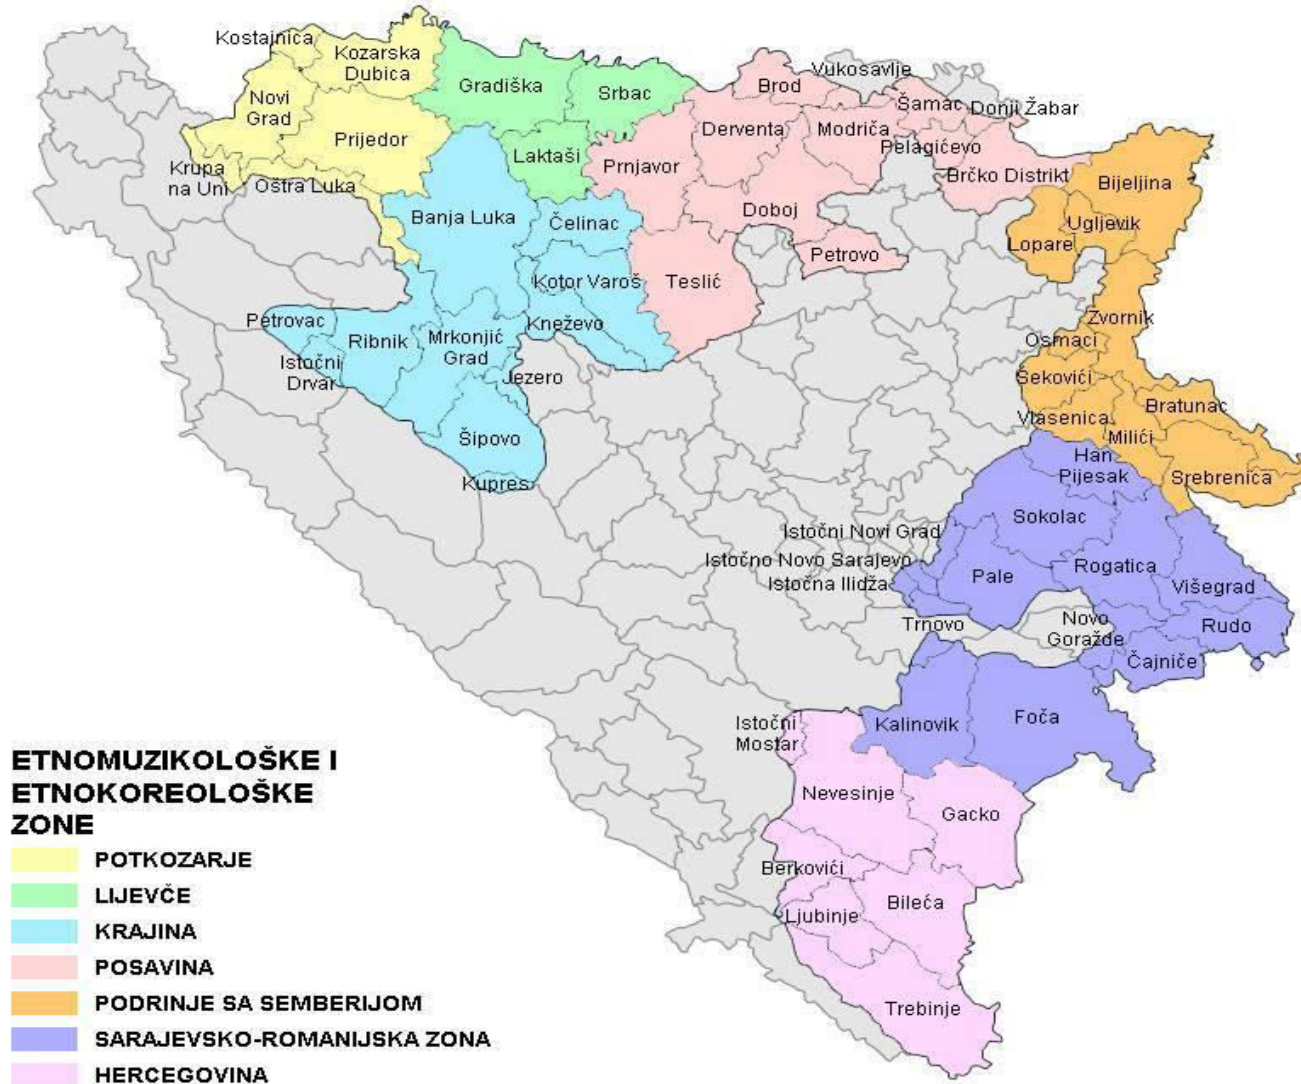 Kostajnica
Kozarska
Dubica
Novi
Grad
Prijedor
Krupa
na Uni
Oštra Luka
Gradiška
Srbac
Laktaši
Brod
Vukosavlje
Derventa
Modriča
Šamac
Donji Žabar
Pelagićevo
Prnjavor
Brčko Distrikt
Doboj
Petrovo
Teslić
Bijeljina
Ugljevik
Lopare
Banja Luka
Čelinac
Kotor Varoš
Kneževo
Petrovac
Ribnik
Mrkonjić
Grad
Istočni
Drvar
Jezero
Šipovo
Kupres
Zvornik
Osmaci
Šekovići
Vlasenica
Bratunac
Milići
Srebrenica
Han
Pijesak
Sokolac
Istočni Novi Grad
Istočno Novo Sarajevo
Istočna Ilidža
Pale
Rogatica
Višegrad
Trnovo
Novo
Goražde
Rudo
Čajniče
Kalinovik
Foča
Istočni
Mostar
Nevesinje
Gacko
Berkovići
Bileća
Ljubinje
Trebinje
ETNOMUZIKOLOŠKE I
ETNOKOREOLOŠKE
ZONE
POTKOZARJE
LIJEVČE
KRAJINA
POSAVINA
PODRINJE SA SEMBERIJOM
SARAJEVSKO-ROMANIJSKA ZONA
HERCEGOVINA